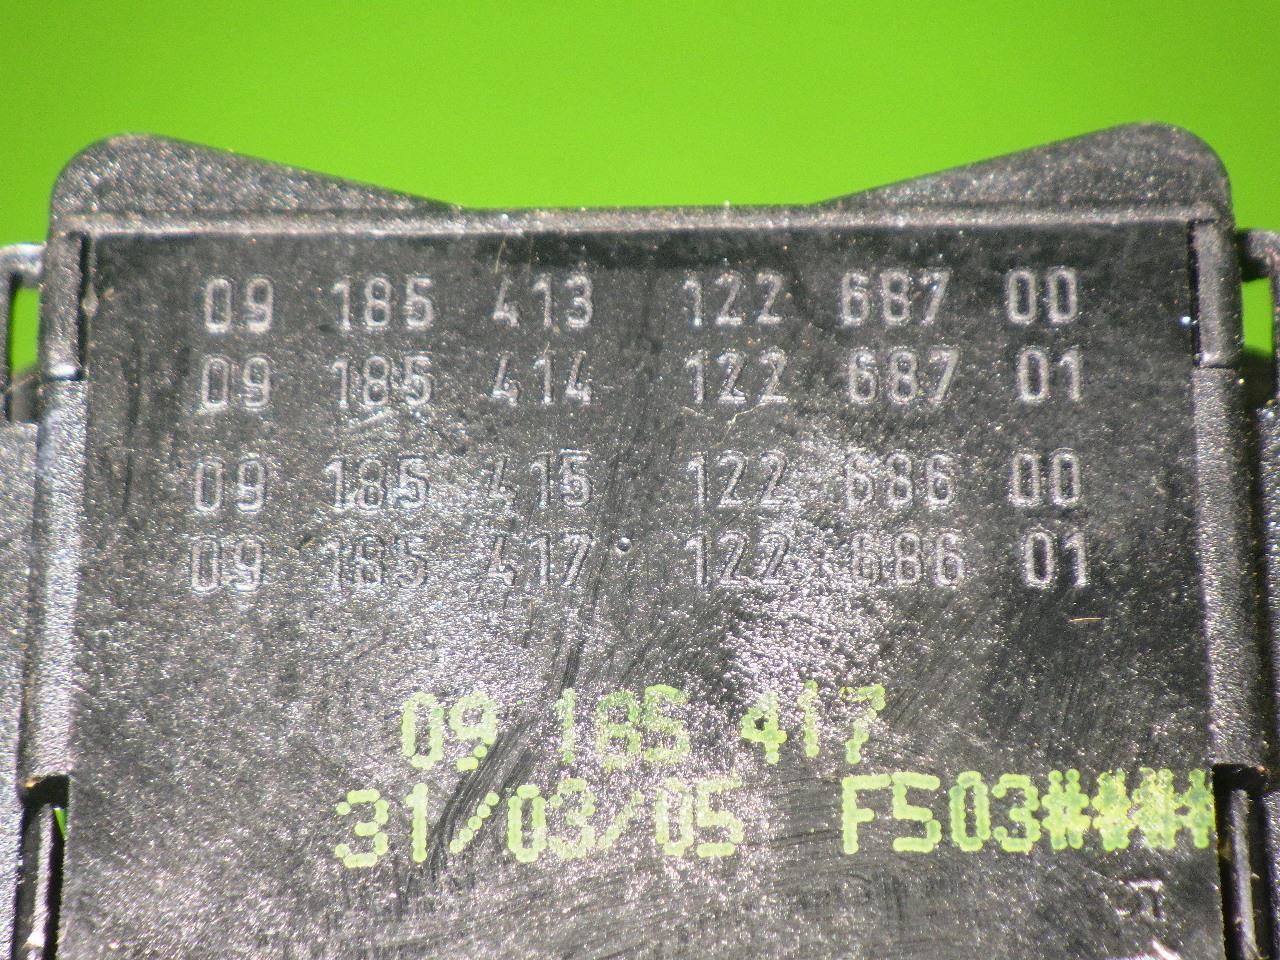 09 185 413 122 687 00
09 185 414 122 687 01
09 185 415 122 686 00
09 185 417 122 686 01
09 185 417
31/03/05 F503####